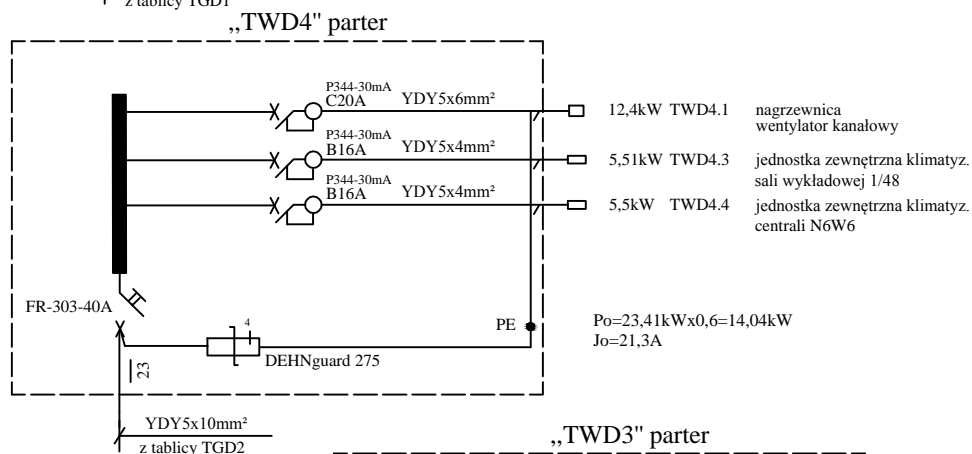 z tablicy TGD1
,,TWD4" parter
P344-30mA
C20A
YDY5x6mm²
12,4kW TWD4.1 nagrzewnica
wentylator kanałowy
P344-30mA
B16A
YDY5x4mm²
5,51kW TWD4.3 jednostka zewnętrzna klimatyz.
sali wykładowej 1/48
P344-30mA
B16A
YDY5x4mm²
5,5kW TWD4.4 jednostka zewnętrzna klimatyz.
centrali N6W6
FR-303-40A
4
PE
Po=23,41kWx0,6=14,04kW
Jo=21,3A
DEHNguard 275
23
YDY5x10mm²
z tablicy TGD2
,,TWD3" parter